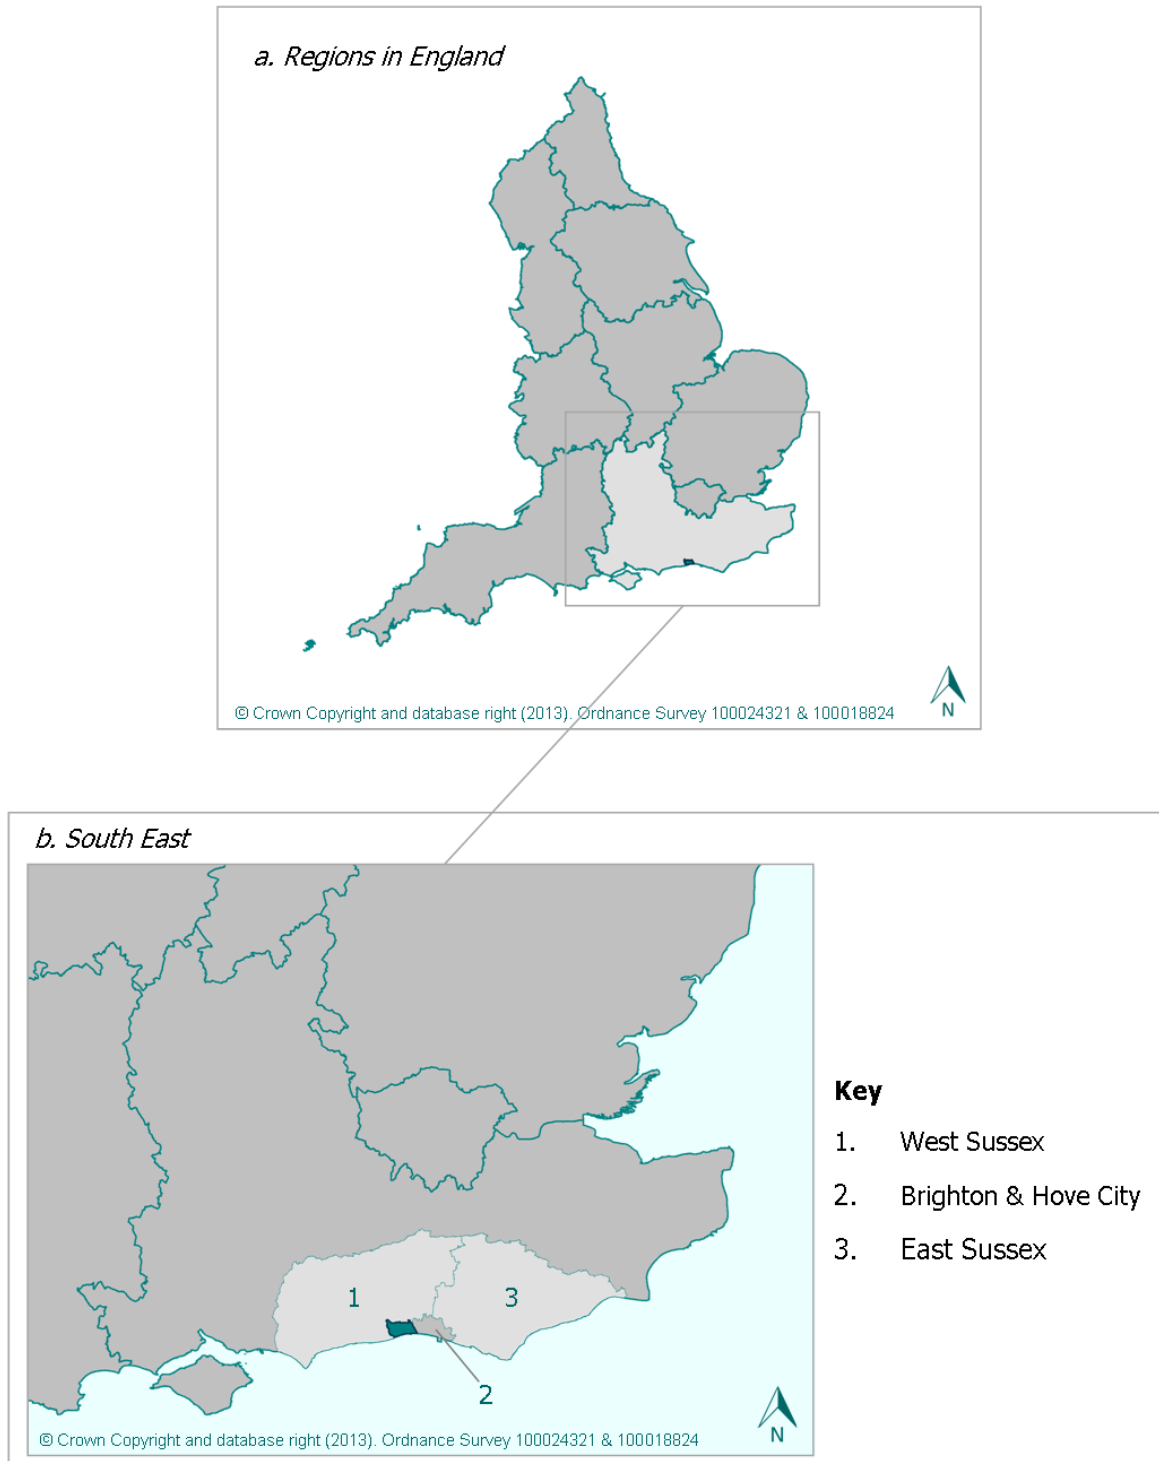 a. Regions in England
© Crown Copyright and database right (2013). Ordnance Survey 100024321 & 100018824
N
b. South East
1
3
2
© Crown Copyright and database right (2013). Ordnance Survey 100024321 & 100018824
N
Key
1. West Sussex
2. Brighton & Hove City
3. East Sussex